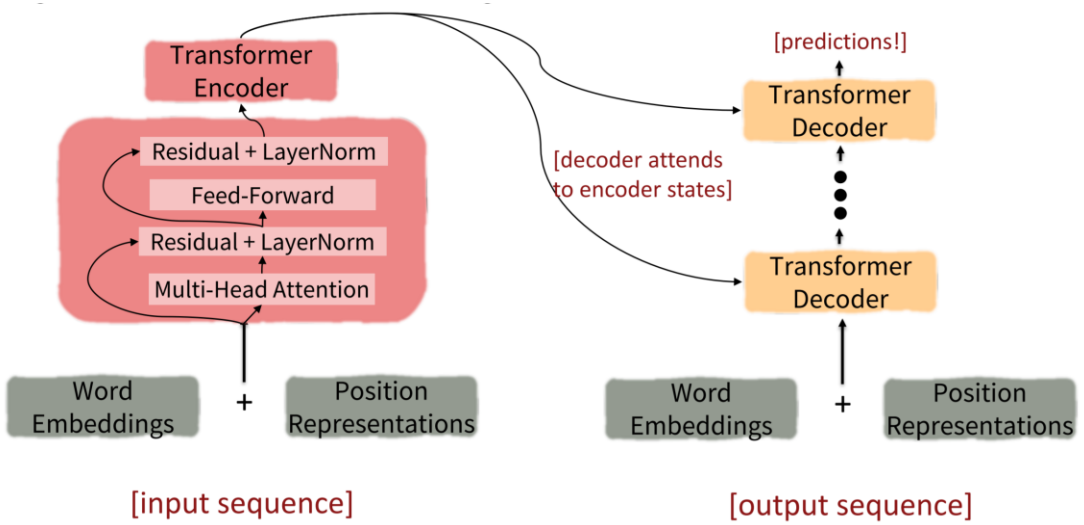 Transformer
Encoder
Residual + LayerNorm
Feed-Forward
Residual + LayerNorm
Multi-Head Attention
Word
Embeddings
+
Position
Representations
[input sequence]
[decoder attends
to encoder states]
[predictions!]
Transformer
Decoder
Transformer
Decoder
Word
Embeddings
+
Position
Representations
[output sequence]